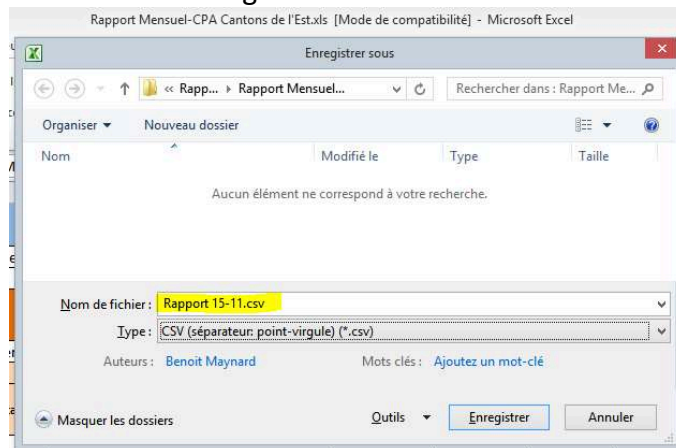 Rapport Mensuel-CPA Cantons de l'Est.xls [Mode de compatibilité] - Microsoft Excel
Enregistrer sous
« Rapp... Rapport Mensuel... Rechercher dans : Rapport Me...
Organiser Nouveau dossier
Nom Modifié le Type Taille
Aucun élément ne correspond à votre recherche.
Nom de fichier : Rapport 15-11.csv
Type : CSV (séparateur: point-virgule) (*.csv)
Auteurs : Benoit Maynard Mots clés : Ajoutez un mot-clé
Masquer les dossiers Outils Enregistrer Annuler